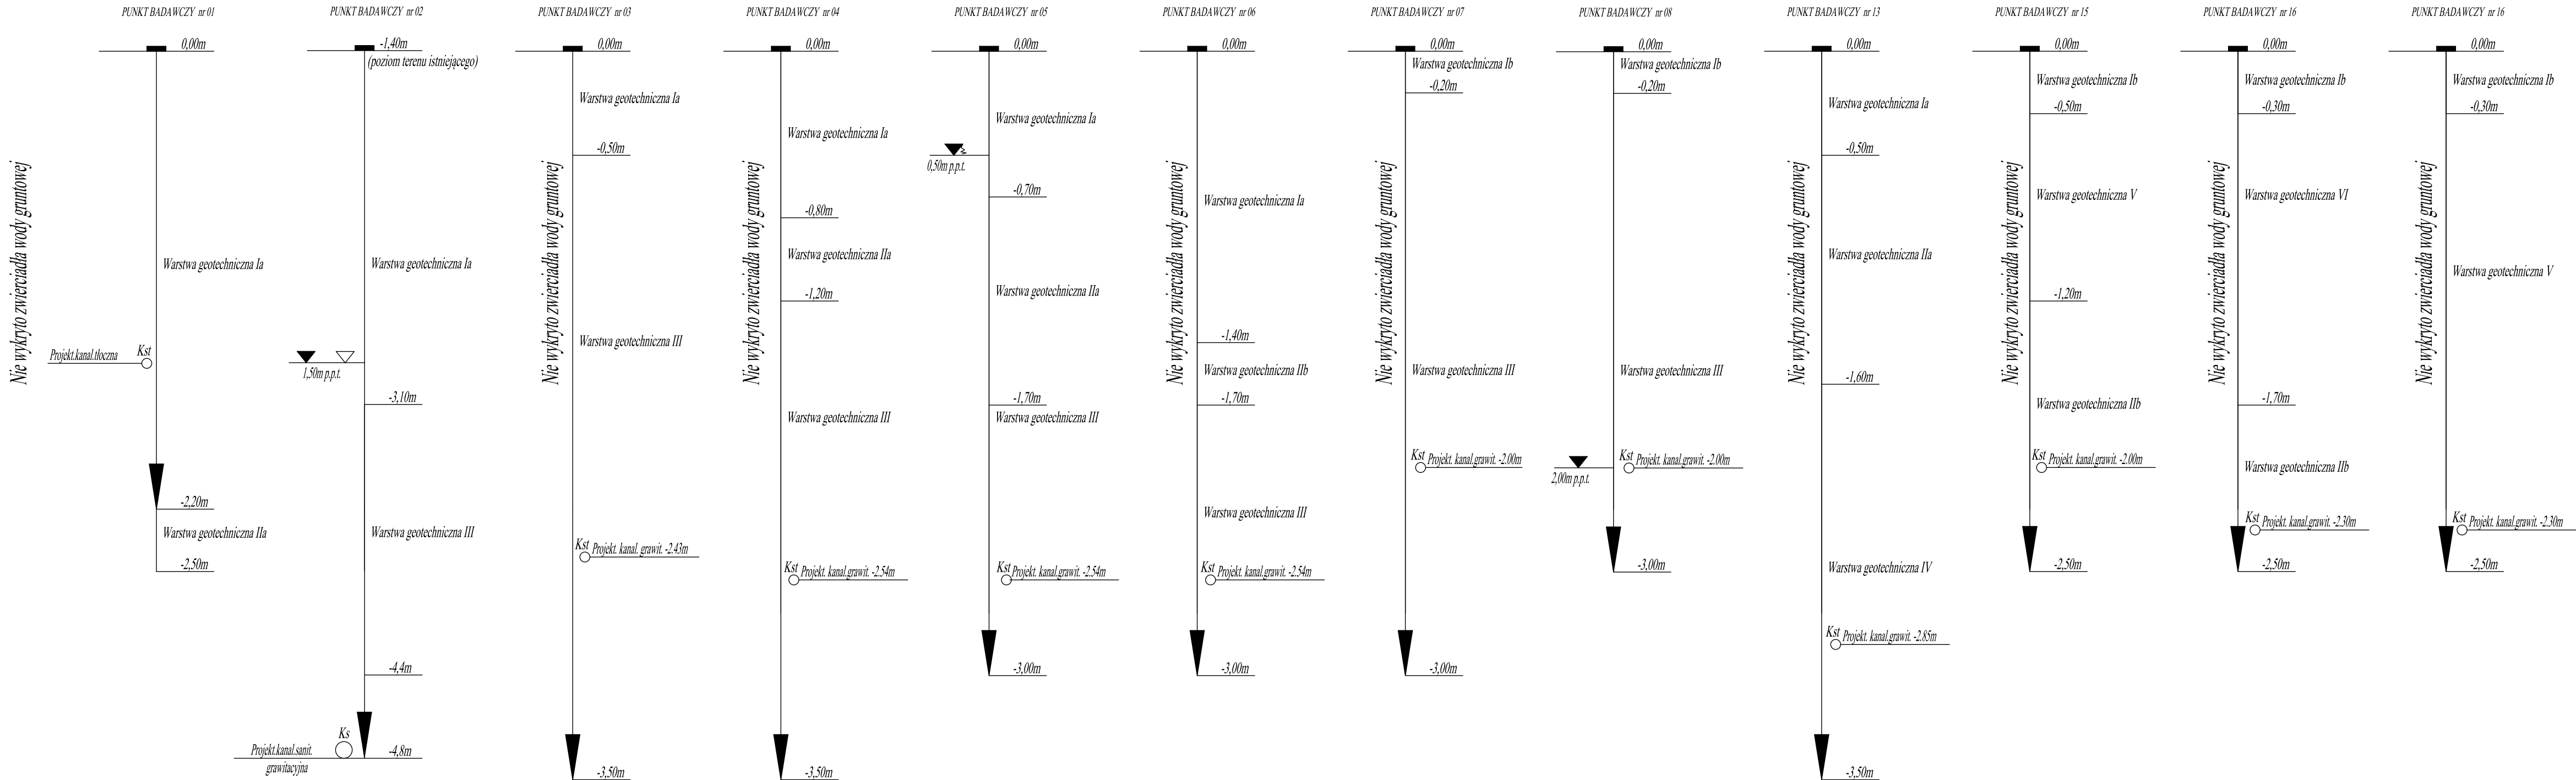 PUNKT BADAWCZY nr 01
0,00m
Nie wykryto zwierciadła wody gruntowej
Warstwa geotechniczna Ia
Projekt.kanal.tłoczna
Kst
-2,20m
Warstwa geotechniczna IIa
-2,50m
PUNKT BADAWCZY nr 02
-1,40m
(poziom terenu istniejącego)
Warstwa geotechniczna Ia
1,50m p.p.t.
-3,10m
Warstwa geotechniczna III
-4,4m
Ks
Projekt.kanal.sanit.
grawitacyjna
-4,8m
PUNKT BADAWCZY nr 03
0,00m
Warstwa geotechniczna Ia
-0,50m
Nie wykryto zwierciadła wody gruntowej
Warstwa geotechniczna III
Kst
Projekt. kanal. grawit. -2.43m
-3,50m
PUNKT BADAWCZY nr 04
0,00m
Warstwa geotechniczna Ia
Nie wykryto zwierciadła wody gruntowej
-0,80m
Warstwa geotechniczna IIa
-1,20m
Warstwa geotechniczna III
Kst
Projekt. kanal.grawit. -2.54m
-3,50m
PUNKT BADAWCZY nr 05
0,00m
Warstwa geotechniczna Ia
0,50m p.p.t.
-0,70m
Warstwa geotechniczna IIa
-1,70m
Warstwa geotechniczna III
Kst
Projekt. kanal.grawit. -2.54m
-3,00m
PUNKT BADAWCZY nr 06
0,00m
Nie wykryto zwierciadła wody gruntowej
Warstwa geotechniczna Ia
-1,40m
Warstwa geotechniczna IIb
-1,70m
Warstwa geotechniczna III
Kst
Projekt. kanal.grawit. -2.54m
-3,00m
PUNKT BADAWCZY nr 07
0,00m
Warstwa geotechniczna Ib
-0,20m
Nie wykryto zwierciadła wody gruntowej
Warstwa geotechniczna III
Kst
Projekt. kanal.grawit. -2.00m
-3,00m
PUNKT BADAWCZY nr 08
0,00m
Warstwa geotechniczna Ib
-0,20m
Warstwa geotechniczna III
2,00m p.p.t.
Kst
Projekt. kanal.grawit. -2.00m
-3,00m
PUNKT BADAWCZY nr 13
0,00m
Warstwa geotechniczna Ia
-0,50m
Nie wykryto zwierciadła wody gruntowej
Warstwa geotechniczna IIa
-1,60m
Warstwa geotechniczna IV
Kst
Projekt. kanal.grawit. -2.85m
-3,50m
PUNKT BADAWCZY nr 15
0,00m
Warstwa geotechniczna Ib
-0,50m
Nie wykryto zwierciadła wody gruntowej
Warstwa geotechniczna V
-1,20m
Warstwa geotechniczna IIb
Kst
Projekt. kanal.grawit. -2.00m
-2,50m
PUNKT BADAWCZY nr 16
0,00m
Warstwa geotechniczna Ib
-0,30m
Nie wykryto zwierciadła wody gruntowej
Warstwa geotechniczna VI
-1,70m
Warstwa geotechniczna IIb
Kst
Projekt. kanal.grawit. -2.30m
-2,50m
PUNKT BADAWCZY nr 16
0,00m
Warstwa geotechniczna Ib
-0,30m
Nie wykryto zwierciadła wody gruntowej
Warstwa geotechniczna V
Kst
Projekt. kanal.grawit. -2.30m
-2,50m